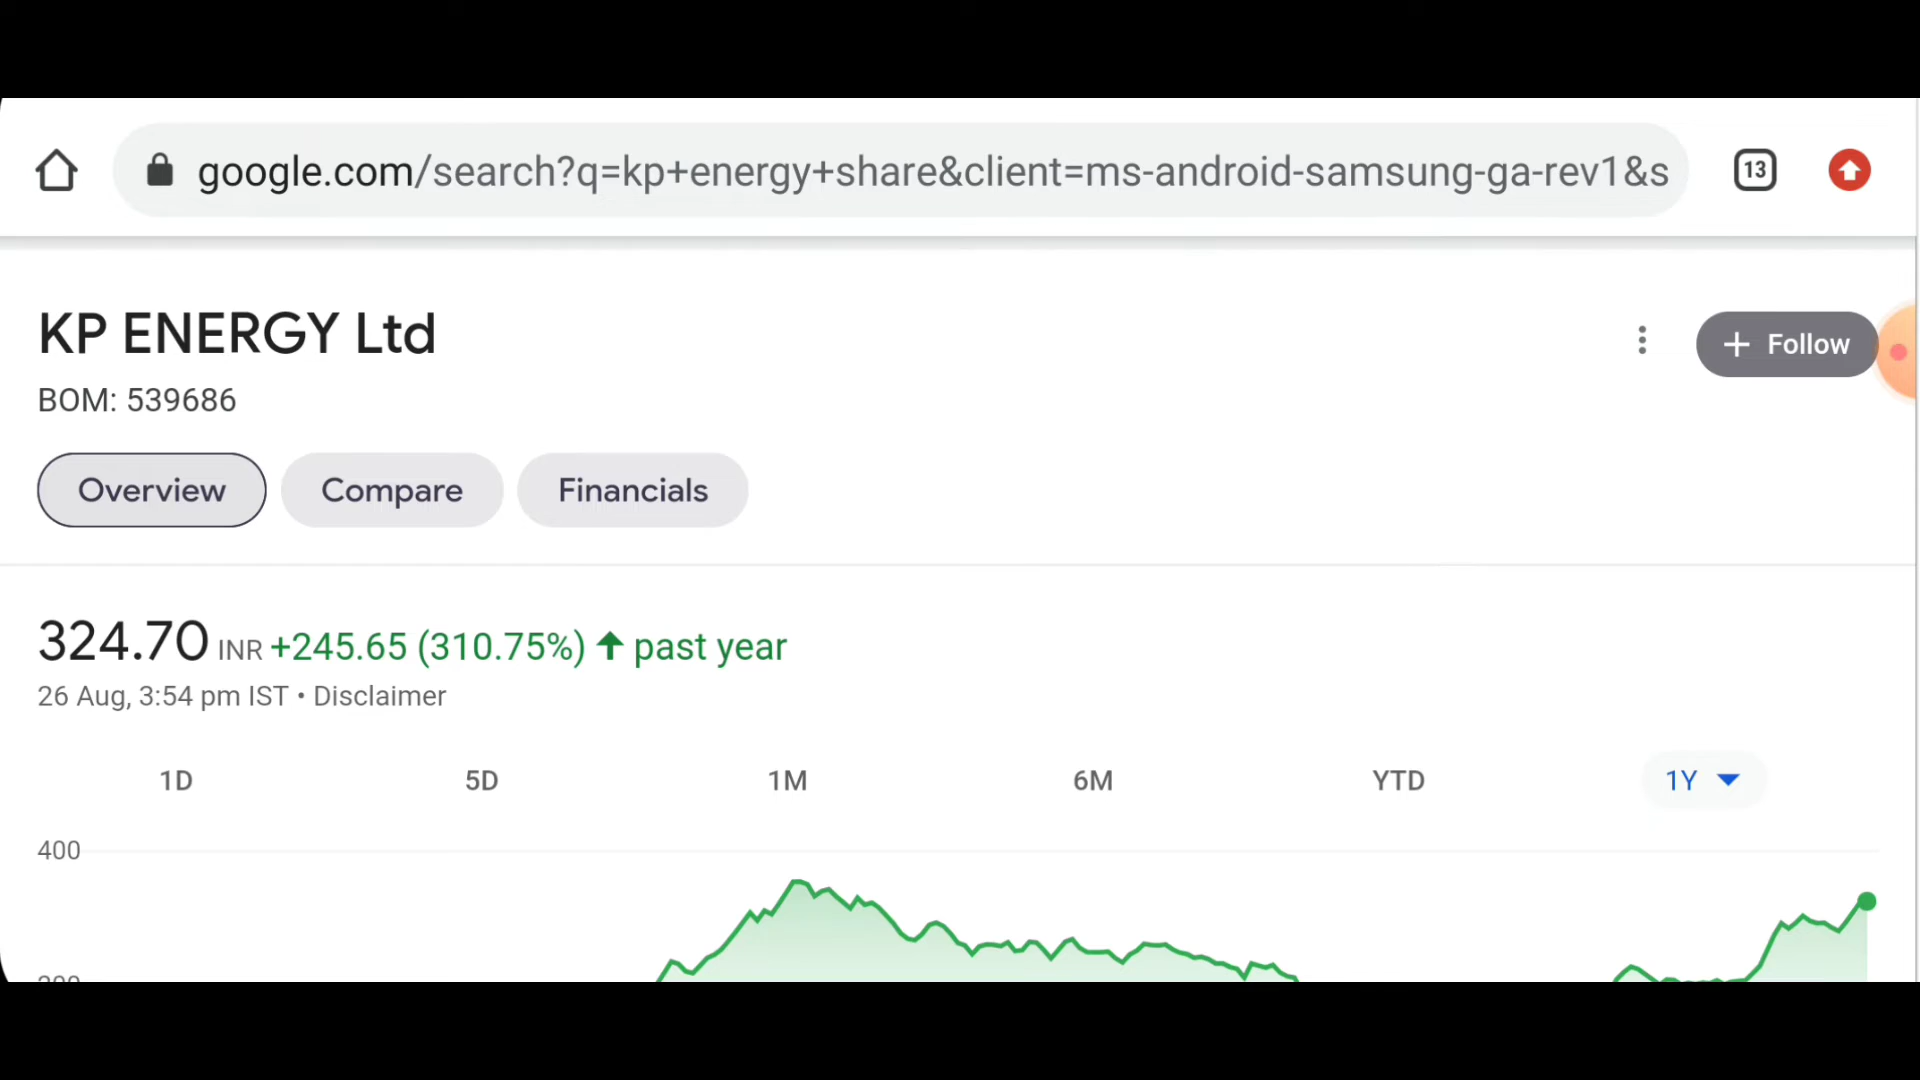 google.com/search?q=kp+energy+share&client=ms-android-samsung-ga-rev1&s
13
KP ENERGY Ltd
+ Follow
BOM: 539686
Overview
Compare
Financials
324.70 INR +245.65 (310.75%) ↑ past year
26 Aug, 3:54 pm IST • Disclaimer
1D
5D
1M
6M
YTD
1Y
400